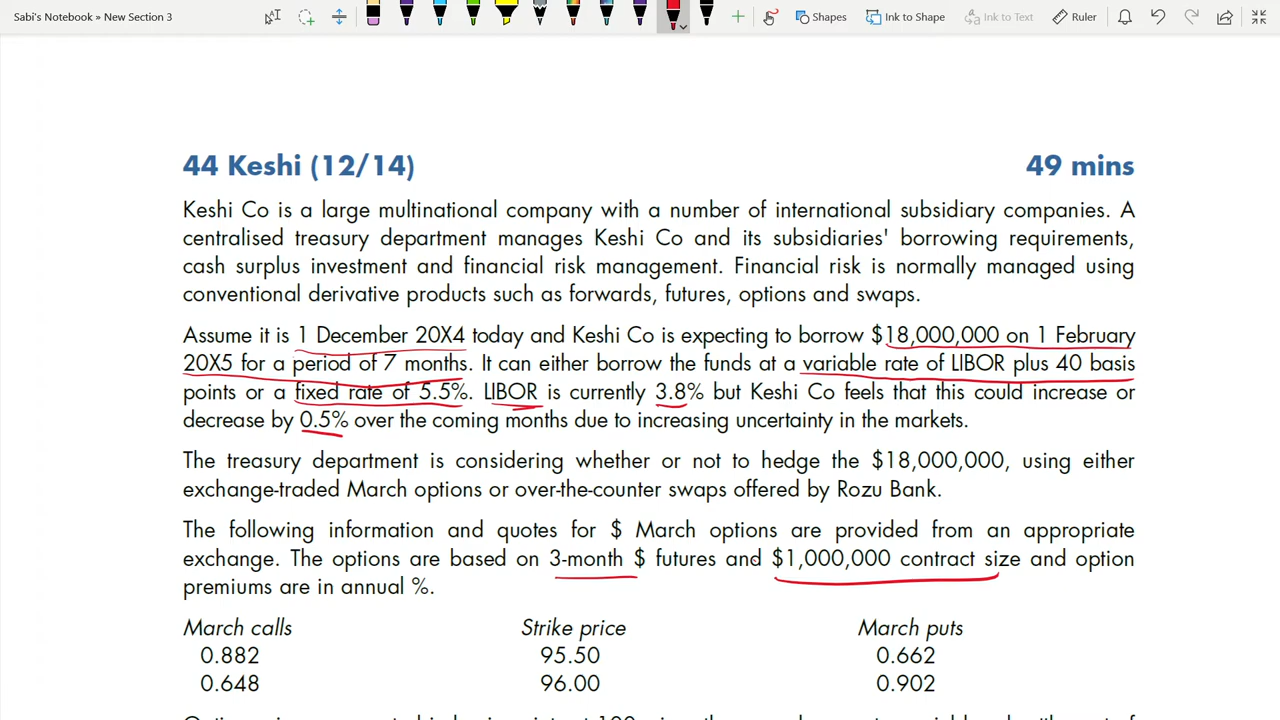 Sabi's Notebook » New Section 3
Shapes
Ink to Shape
Ink to Text
Ruler
44 Keshi (12/14) 49 mins
Keshi Co is a large multinational company with a number of international subsidiary companies. A
centralised treasury department manages Keshi Co and its subsidiaries' borrowing requirements,
cash surplus investment and financial risk management. Financial risk is normally managed using
conventional derivative products such as forwards, futures, options and swaps.
Assume it is 1 December 20X4 today and Keshi Co is expecting to borrow $18,000,000 on 1 February
20X5 for a period of 7 months. It can either borrow the funds at a variable rate of LIBOR plus 40 basis
points or a fixed rate of 5.5%. LIBOR is currently 3.8% but Keshi Co feels that this could increase or
decrease by 0.5% over the coming months due to increasing uncertainty in the markets.
The treasury department is considering whether or not to hedge the $18,000,000, using either
exchange-traded March options or over-the-counter swaps offered by Rozu Bank.
The following information and quotes for $ March options are provided from an appropriate
exchange. The options are based on 3-month $ futures and $1,000,000 contract size and option
premiums are in annual %.
March calls Strike price March puts
0.882 95.50 0.662
0.648 96.00 0.902